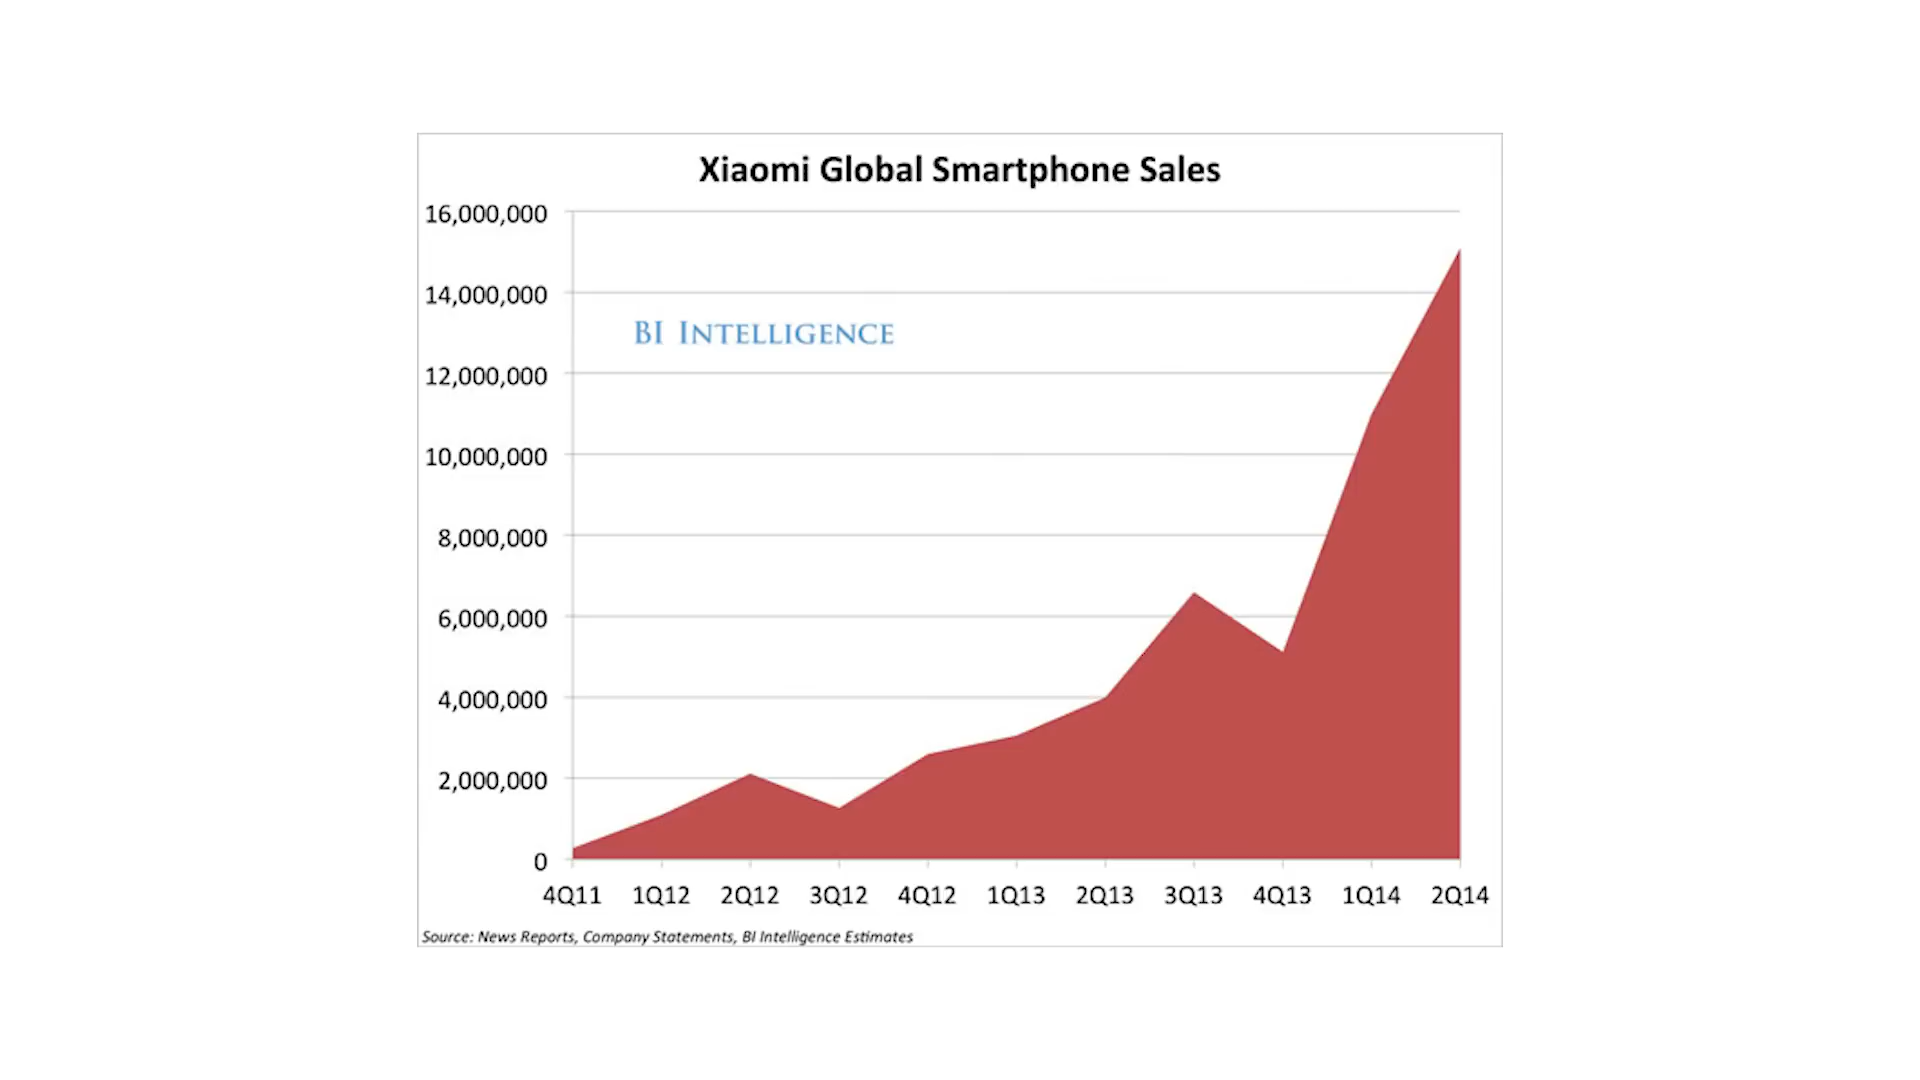 Xiaomi Global Smartphone Sales
16,000,000
14,000,000
BI INTELLIGENCE
12,000,000
10,000,000
8,000,000
6,000,000
4,000,000
2,000,000
0
4Q11 1Q12 2Q12 3Q12 4Q12 1Q13 2Q13 3Q13 4Q13 1Q14 2Q14
Source: News Reports, Company Statements, BI Intelligence Estimates